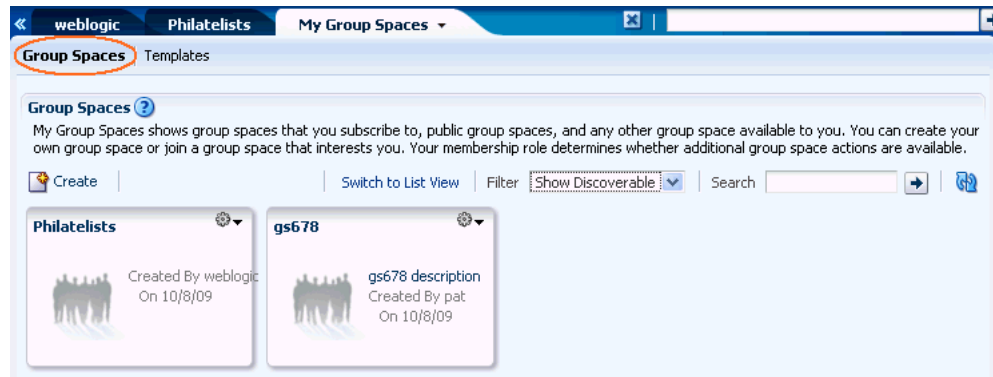 « weblogic Philatelists My Group Spaces
Group Spaces Templates
Group Spaces ?
My Group Spaces shows group spaces that you subscribe to, public group spaces, and any other group space available to you. You can create your
own group space or join a group space that interests you. Your membership role determines whether additional group space actions are available.
Create Switch to List View Filter Show Discoverable Search
Philatelists gs678
Created By weblogic gs678 description
On 10/8/09 Created By pat
On 10/8/09